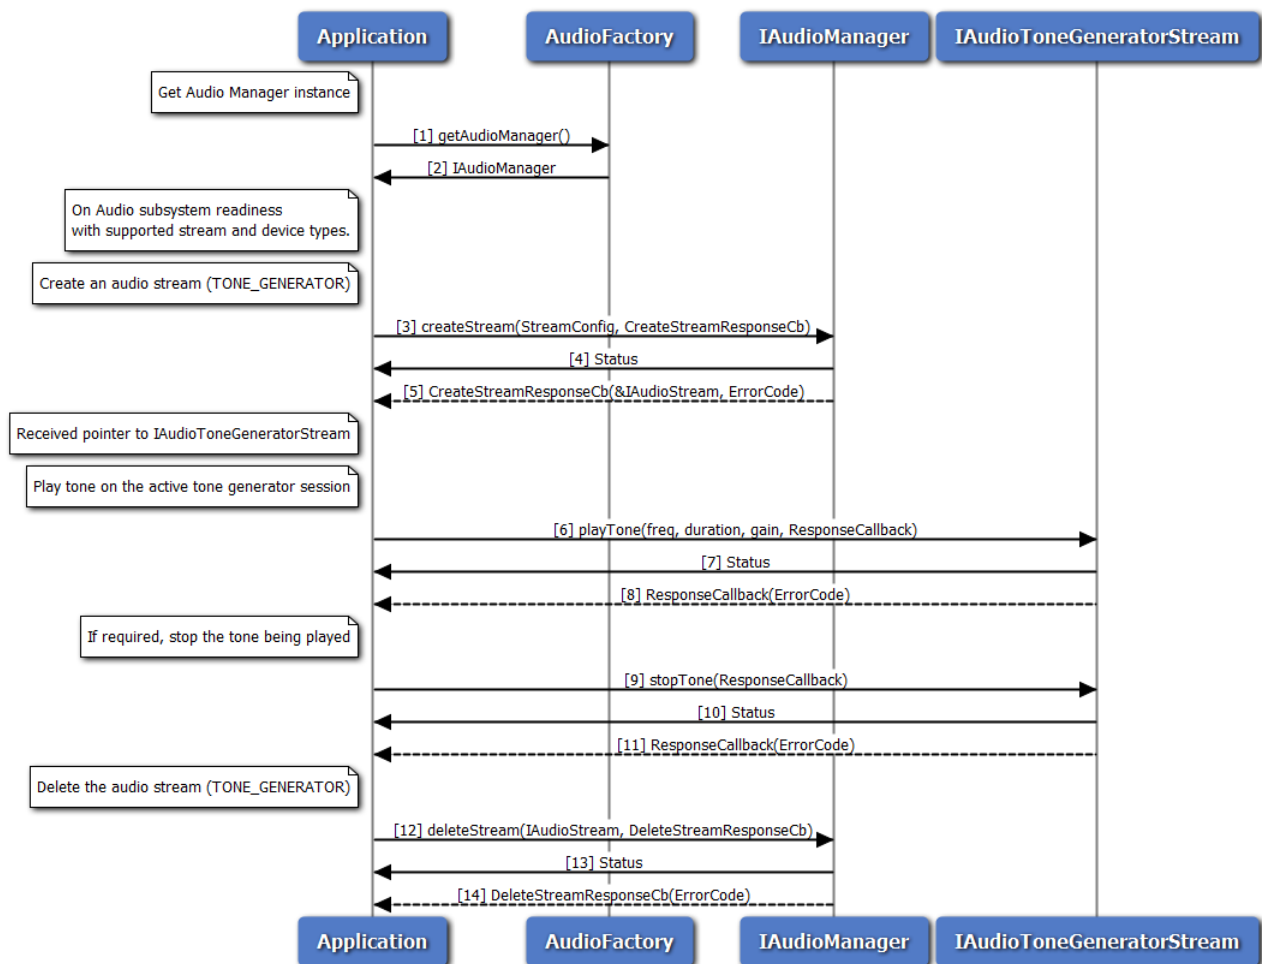 Application
AudioFactory
IAudioManager
IAudioToneGeneratorStream
Get Audio Manager instance
[1] getAudioManager()
[2] IAudioManager
On Audio subsystem readiness
with supported stream and device types.
Create an audio stream (TONE_GENERATOR)
[3] createStream(StreamConfig, CreateStreamResponseCb)
[4] Status
[5] CreateStreamResponseCb(&IAudioStream, ErrorCode)
Received pointer to IAudioToneGeneratorStream
Play tone on the active tone generator session
[6] playTone(freq, duration, gain, ResponseCallback)
[7] Status
[8] ResponseCallback(ErrorCode)
If required, stop the tone being played
[9] stopTone(ResponseCallback)
[10] Status
[11] ResponseCallback(ErrorCode)
Delete the audio stream (TONE_GENERATOR)
[12] deleteStream(IAudioStream, DeleteStreamResponseCb)
[13] Status
[14] DeleteStreamResponseCb(ErrorCode)
Application
AudioFactory
IAudioManager
IAudioToneGeneratorStream